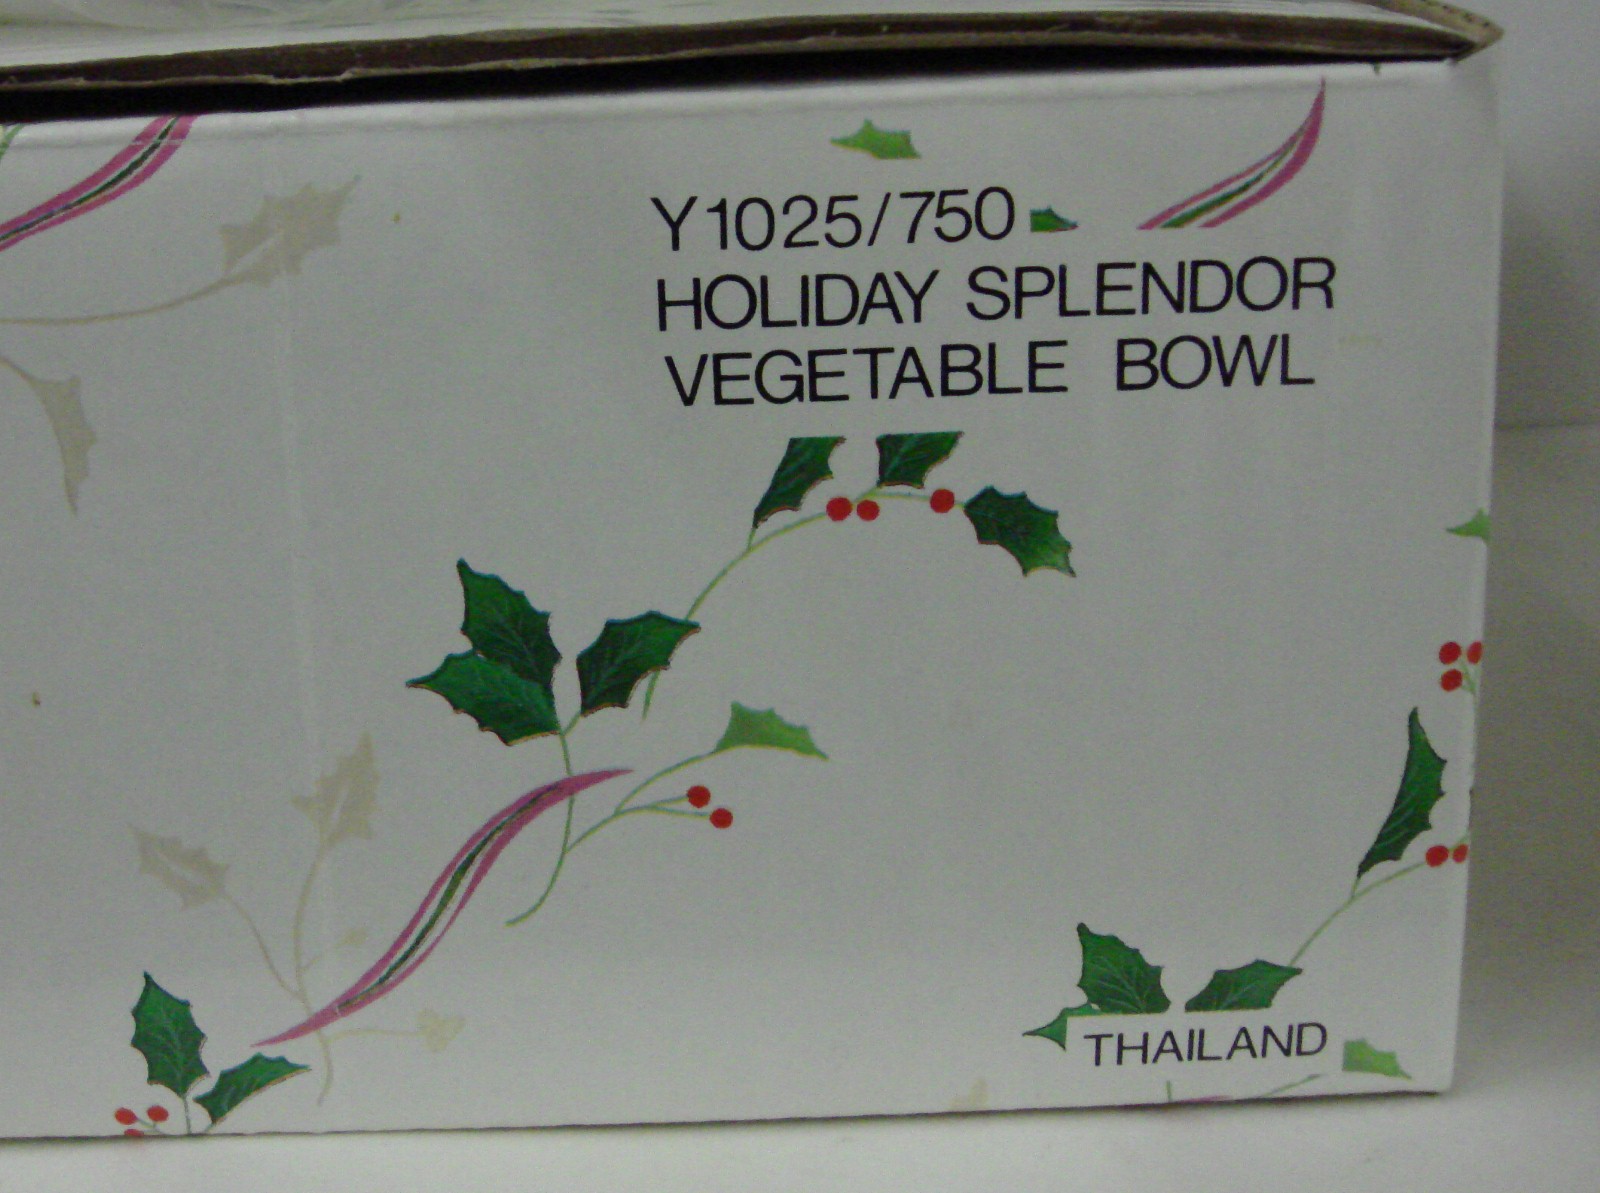 Y1025/750
HOLIDAY SPLENDOR
VEGETABLE BOWL
THAILAND